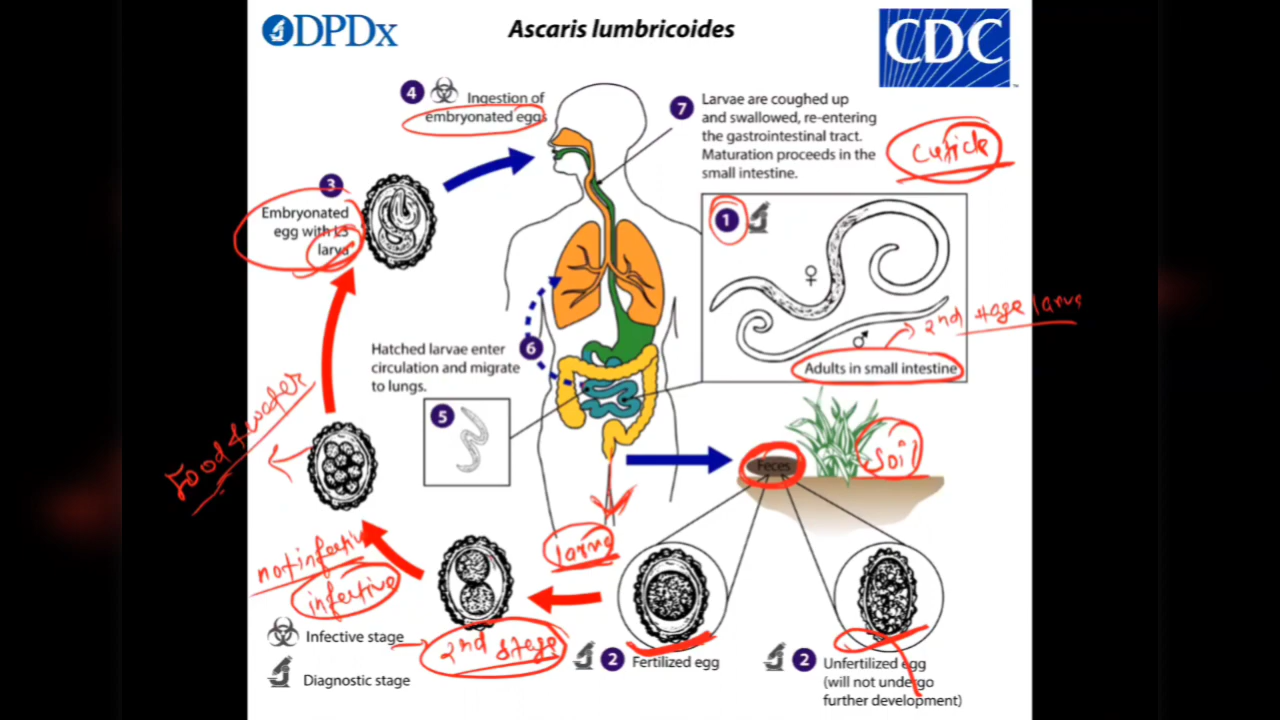 DPDx
Ascaris lumbricoides
CDC
4
Ingestion of
embryonated eggs
7
Larvae are coughed up
and swallowed, re-entering
the gastrointestinal tract.
Maturation proceeds in the
small intestine.
3
Embryonated
egg with L3
larva
1
2nd stage larva
Adults in small intestine
Hatched larvae enter
circulation and migrate
to lungs.
6
5
Food & water
Feces
Soil
larva
not infective
infective
Infective stage
2nd stage
Diagnostic stage
2
Fertilized egg
2
Unfertilized egg
(will not undergo
further development)